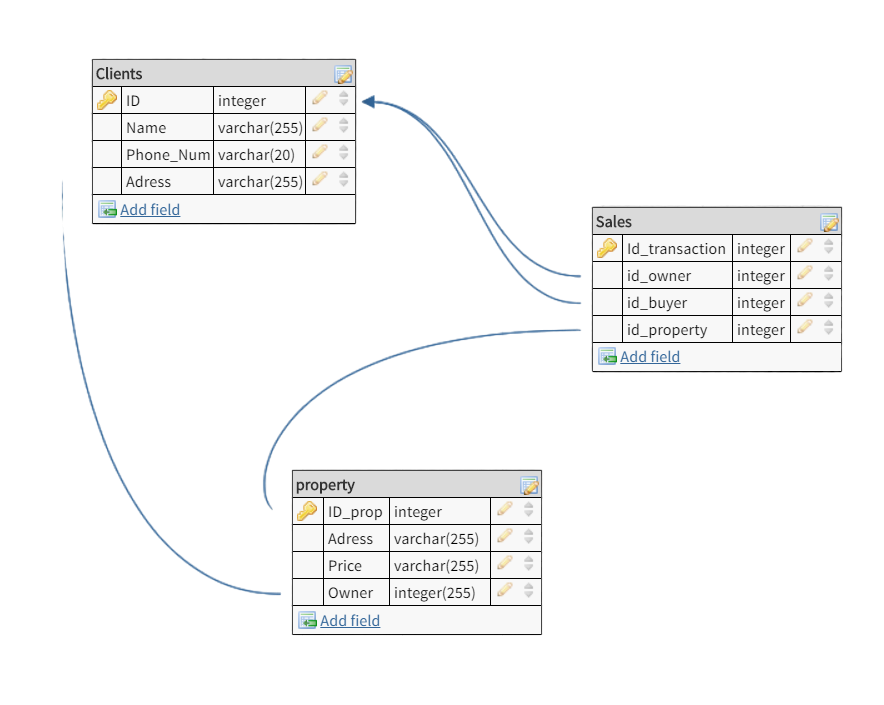 Clients
ID integer
Name varchar(255)
Phone_Num varchar(20)
Adress varchar(255)
Add field
Sales
Id_transaction integer
id_owner integer
id_buyer integer
id_property integer
Add field
property
ID_prop integer
Adress varchar(255)
Price varchar(255)
Owner integer(255)
Add field